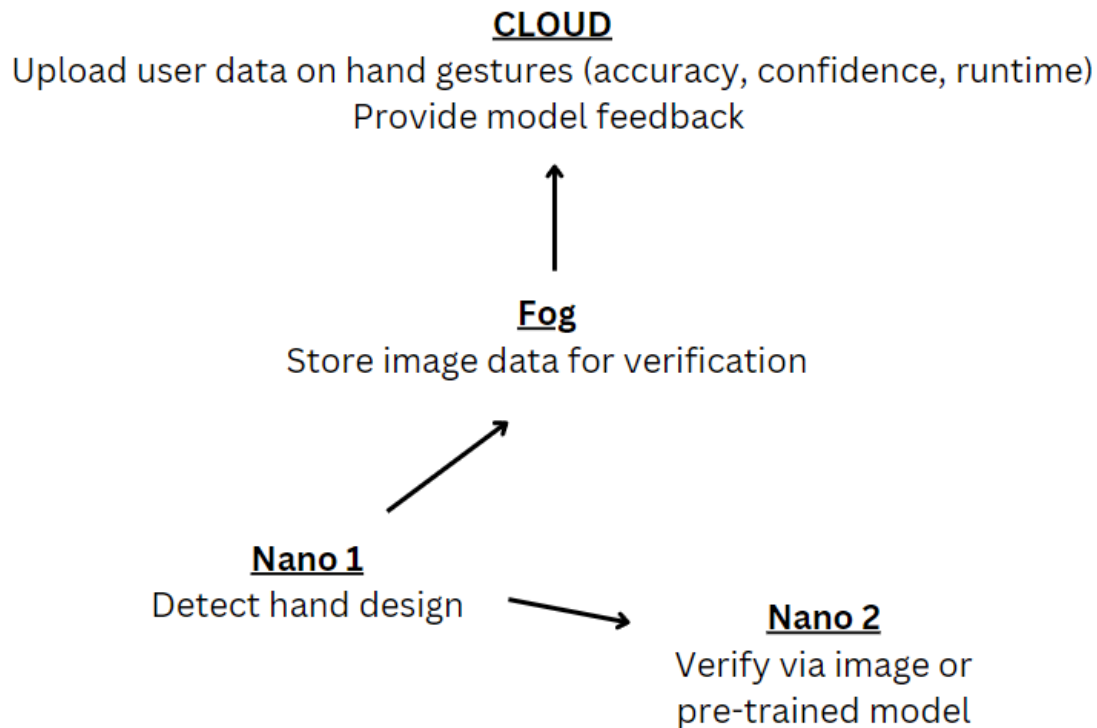 CLOUD
Upload user data on hand gestures (accuracy, confidence, runtime)
Provide model feedback
Fog
Store image data for verification
Nano 1
Detect hand design
Nano 2
Verify via image or
pre-trained model